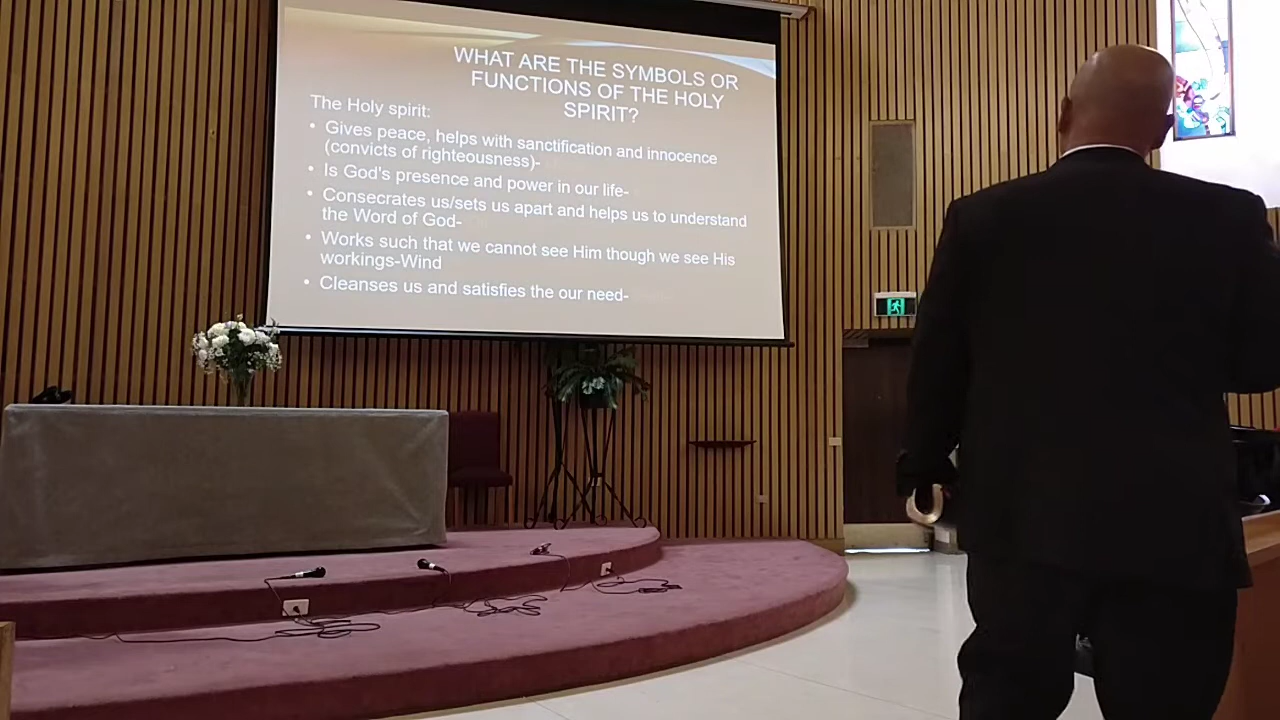 WHAT ARE THE SYMBOLS OR
FUNCTIONS OF THE HOLY
SPIRIT?
The Holy spirit:
• Gives peace, helps with sanctification and innocence
(convicts of righteousness)-
• Is God's presence and power in our life-
• Consecrates us/sets us apart and helps us to understand
the Word of God-
• Works such that we cannot see Him though we see His
workings-Wind
• Cleanses us and satisfies the our need-